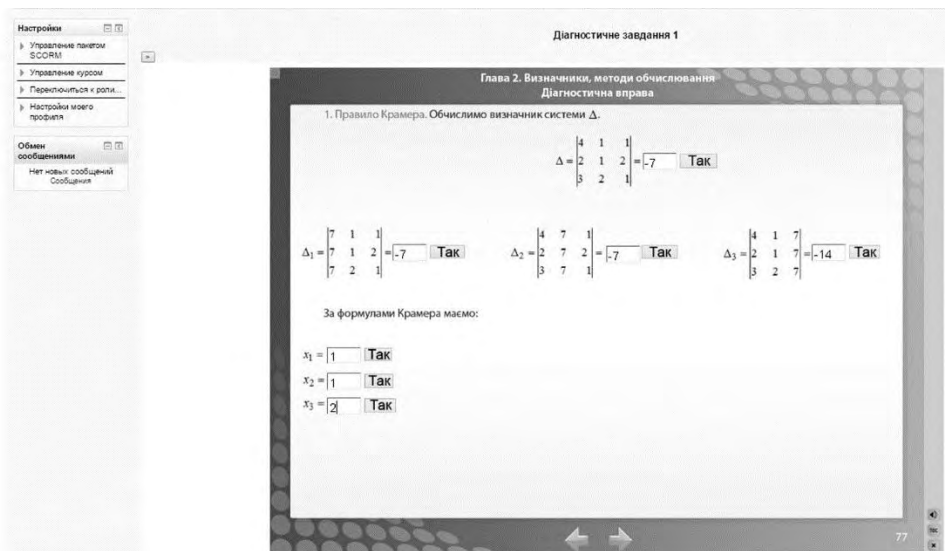 Настройки
Управление пакетом
SCORM
Управление курсом
Переключиться к роли...
Настройки моего
профиля
Обмен
сообщениями
Нет новых сообщений
Сообщения
Діагностичне завдання 1
Глава 2. Визначники, методи обчислювання
Діагностична вправа
1. Правило Крамера. Обчислимо визначник системи Δ.
4 1 1
Δ = 2 1 2 = -7 Так
3 2 1
7 1 1
Δ₁ = 7 1 2 = -7 Так
7 2 1
4 7 1
Δ₂ = 2 7 2 = -7 Так
3 7 1
4 1 7
Δ₃ = 2 1 7 = -14 Так
3 2 7
За формулами Крамера маємо:
x₁ = 1 Так
x₂ = 1 Так
x₃ = 2 Так
77